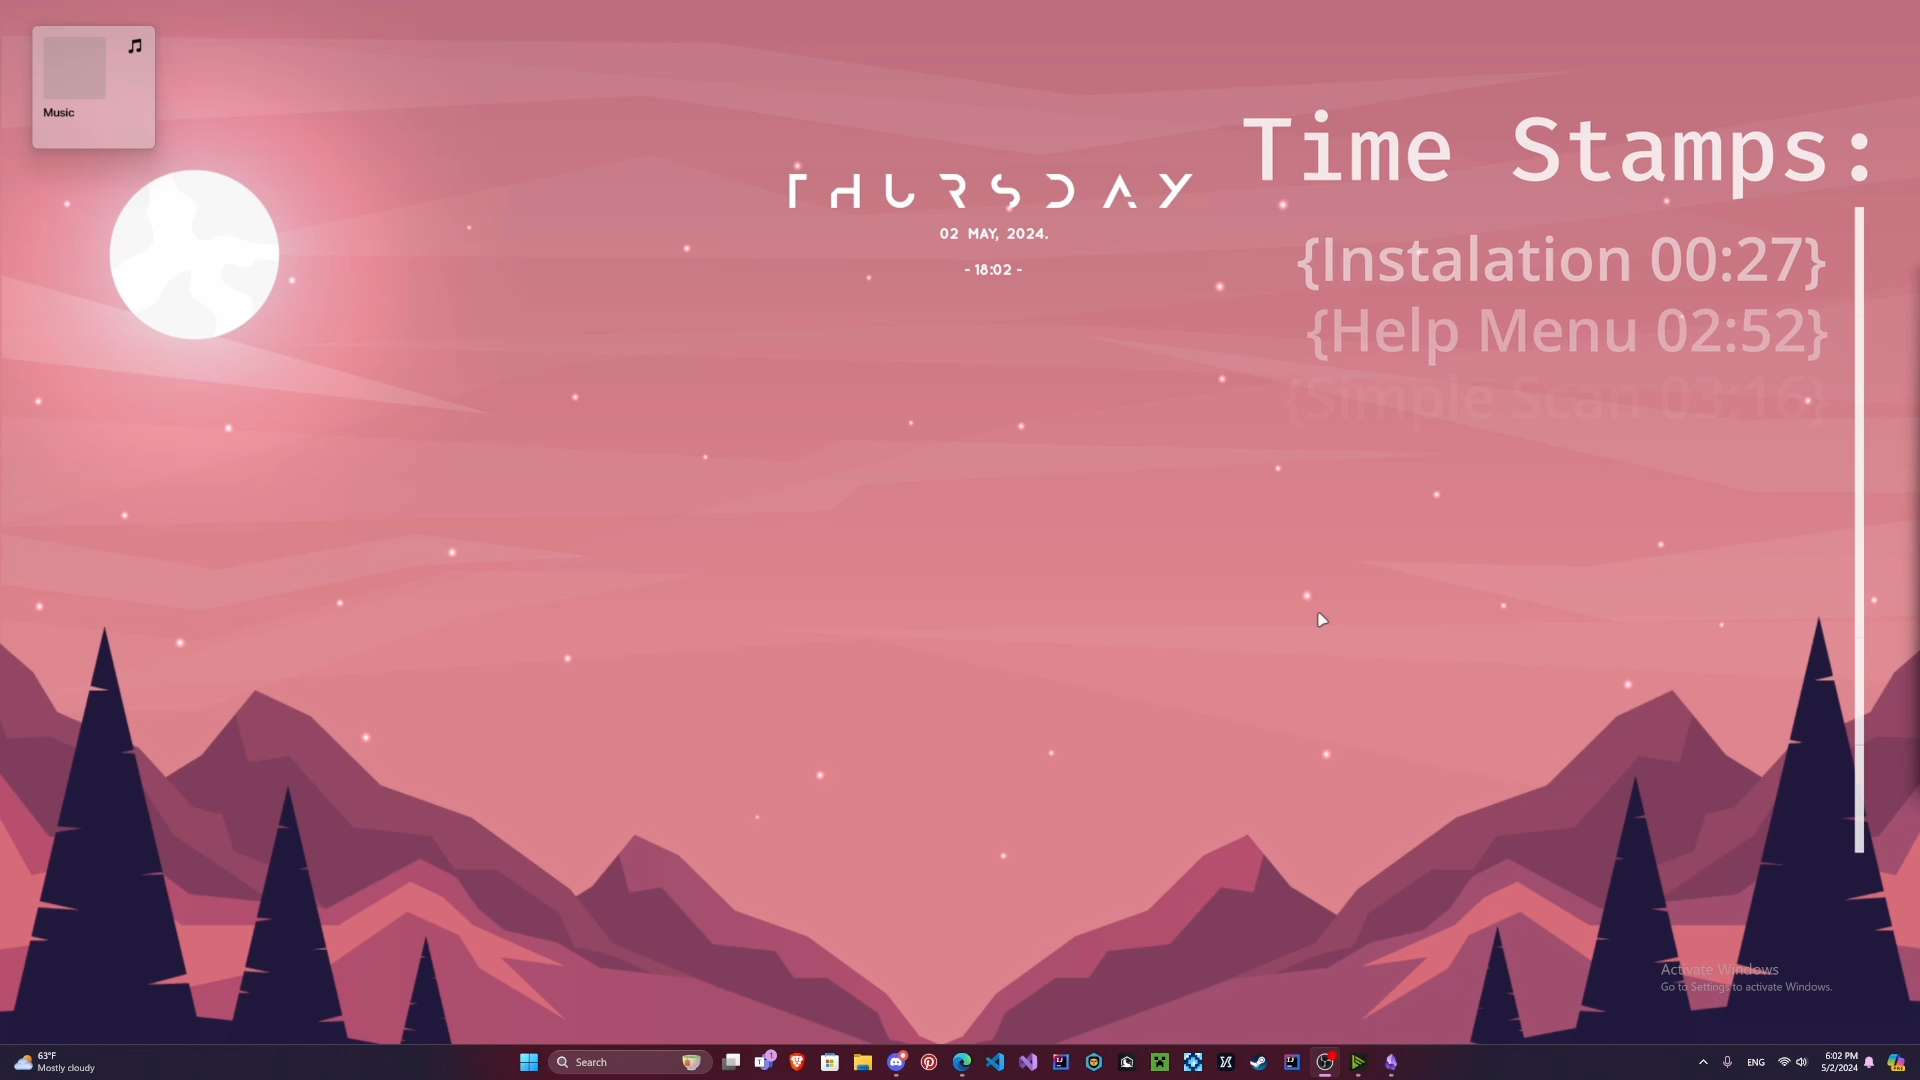 Music
Time Stamps:
THURSDAY
02 MAY, 2024.
- 18:02 -
{Instalation 00:27}
{Help Menu 02:52}
{Simple Scan 03:16}
Activate Windows
Go to Settings to activate Windows.
63°F
Mostly cloudy
Search
1
ENG
6:02 PM
5/2/2024